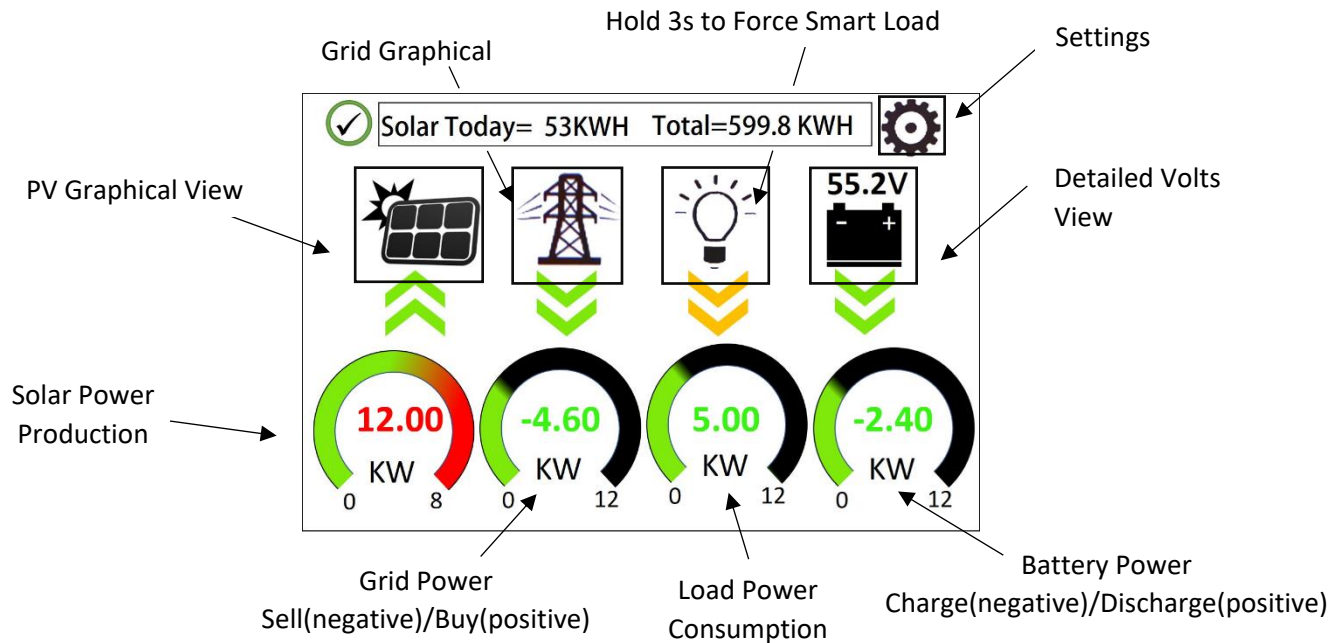 Hold 3s to Force Smart Load
Grid Graphical
Settings
Solar Today= 53KWH Total=599.8 KWH
PV Graphical View
55.2V
Detailed Volts
View
Solar Power
Production
12.00
KW
0 8
-4.60
KW
0 12
5.00
KW
0 12
-2.40
KW
0 12
Grid Power
Sell(negative)/Buy(positive)
Load Power
Consumption
Battery Power
Charge(negative)/Discharge(positive)